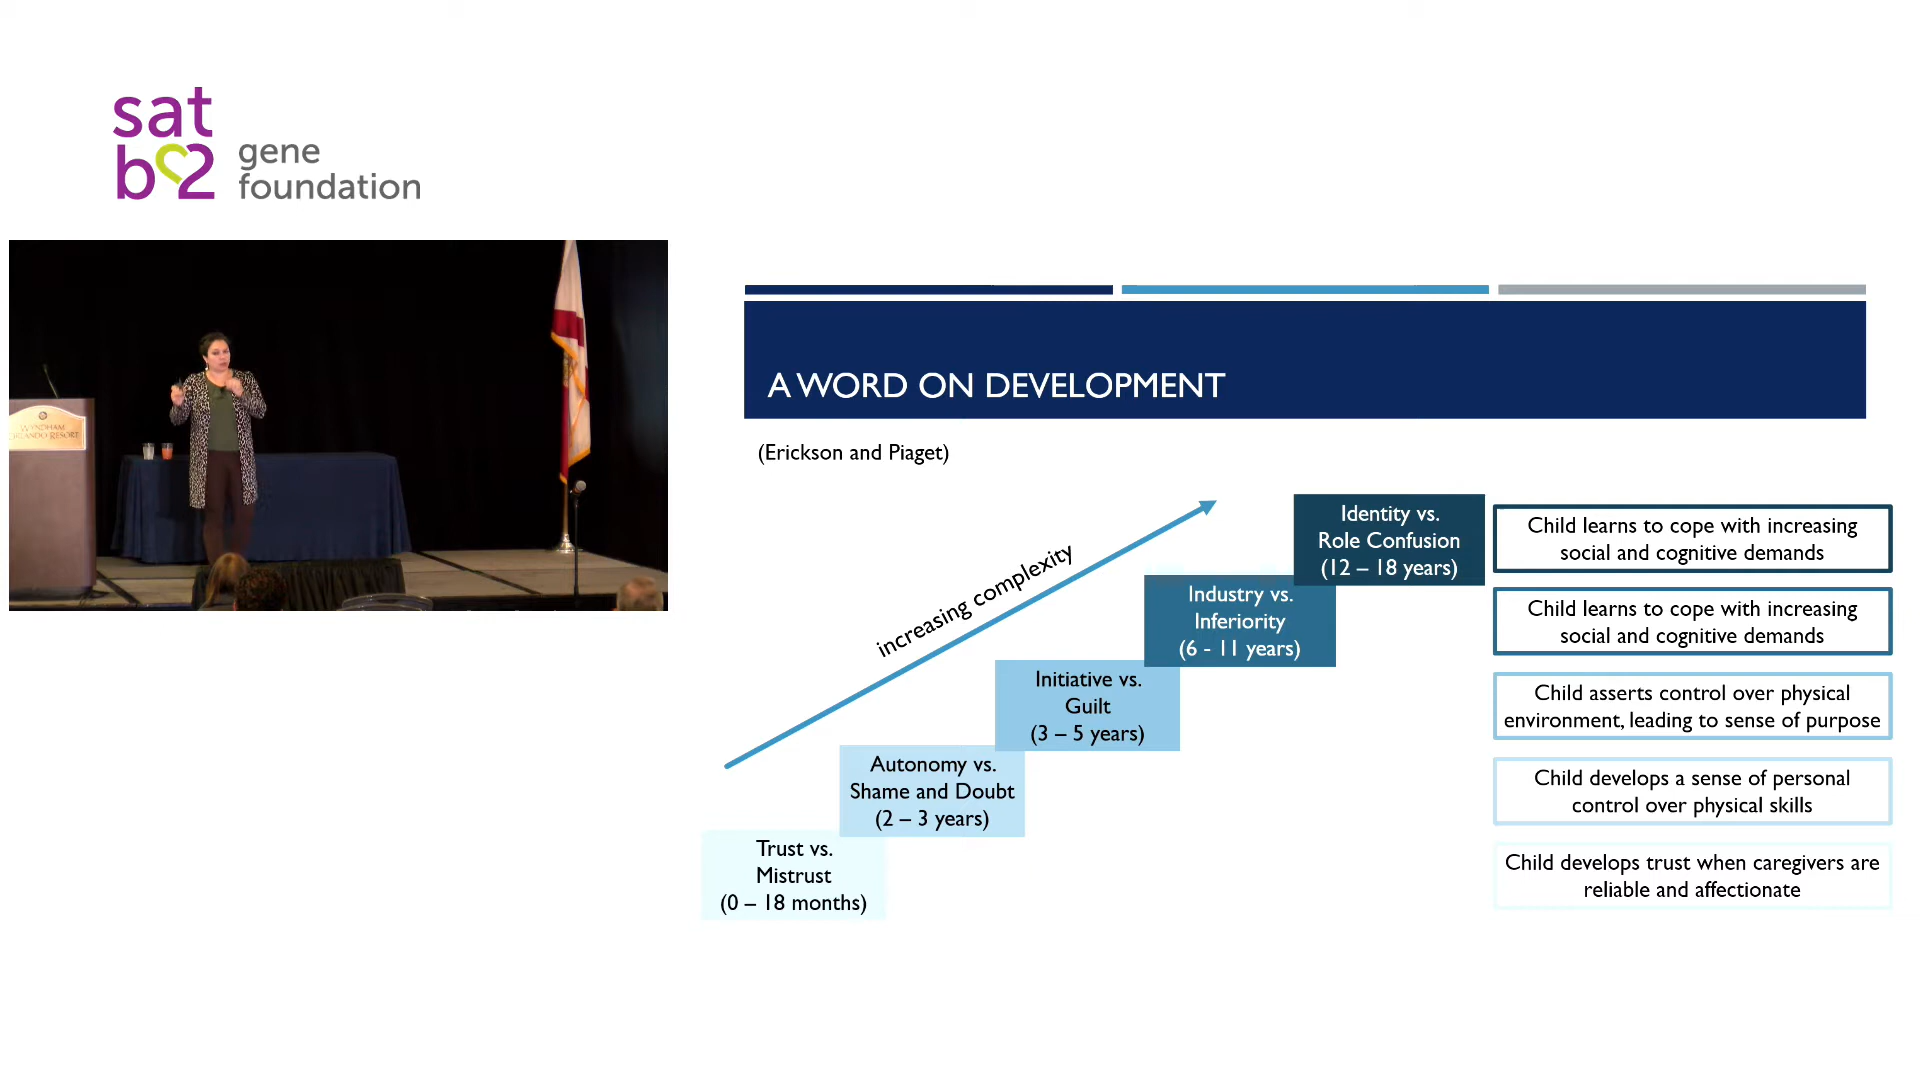 sat
b2 gene
foundation
WYNDHAM
ORLANDO RESORT
A WORD ON DEVELOPMENT
(Erickson and Piaget)
increasing complexity
Identity vs.
Role Confusion
(12 – 18 years)
Child learns to cope with increasing
social and cognitive demands
Industry vs.
Inferiority
(6 - 11 years)
Child learns to cope with increasing
social and cognitive demands
Initiative vs.
Guilt
(3 – 5 years)
Child asserts control over physical
environment, leading to sense of purpose
Autonomy vs.
Shame and Doubt
(2 – 3 years)
Child develops a sense of personal
control over physical skills
Trust vs.
Mistrust
(0 – 18 months)
Child develops trust when caregivers are
reliable and affectionate